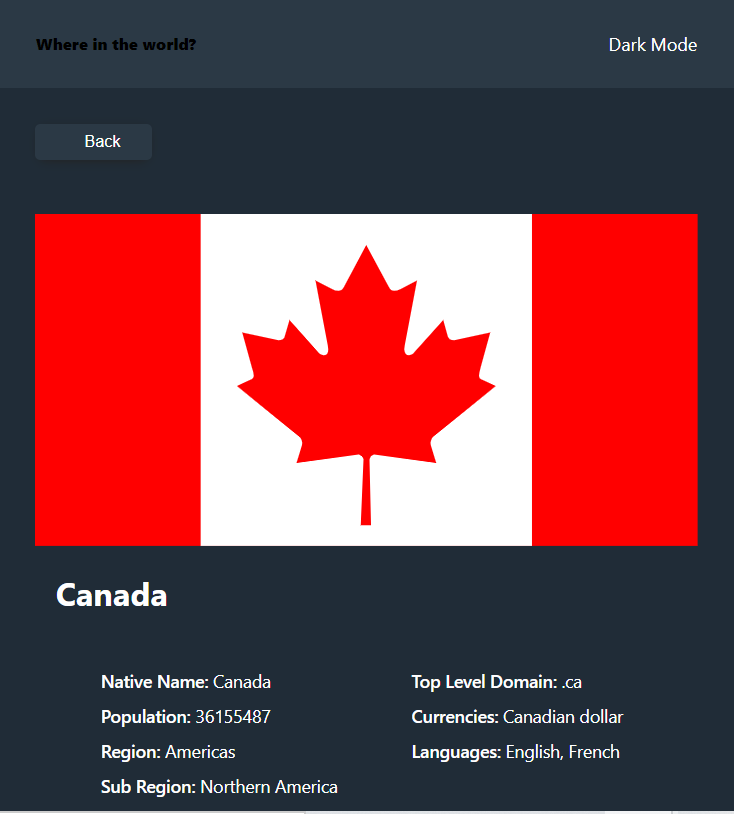 Where in the world? Dark Mode
Back
Canada
Native Name: Canada
Population: 36155487
Region: Americas
Sub Region: Northern America
Top Level Domain: .ca
Currencies: Canadian dollar
Languages: English, French